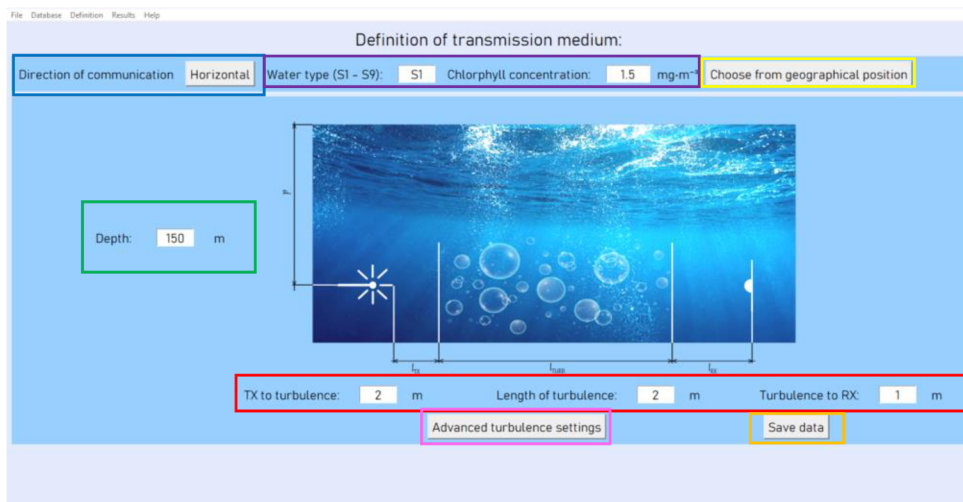 File Database Definition Results Help
Definition of transmission medium:
Direction of communication Horizontal Water type (S1 - S9): S1 Chlorphyll concentration: 1.5 mg-m⁻³ Choose from geographical position
Depth: 150 m
TX to turbulence: 2 m Length of turbulence: 2 m Turbulence to RX: 1 m
Advanced turbulence settings Save data